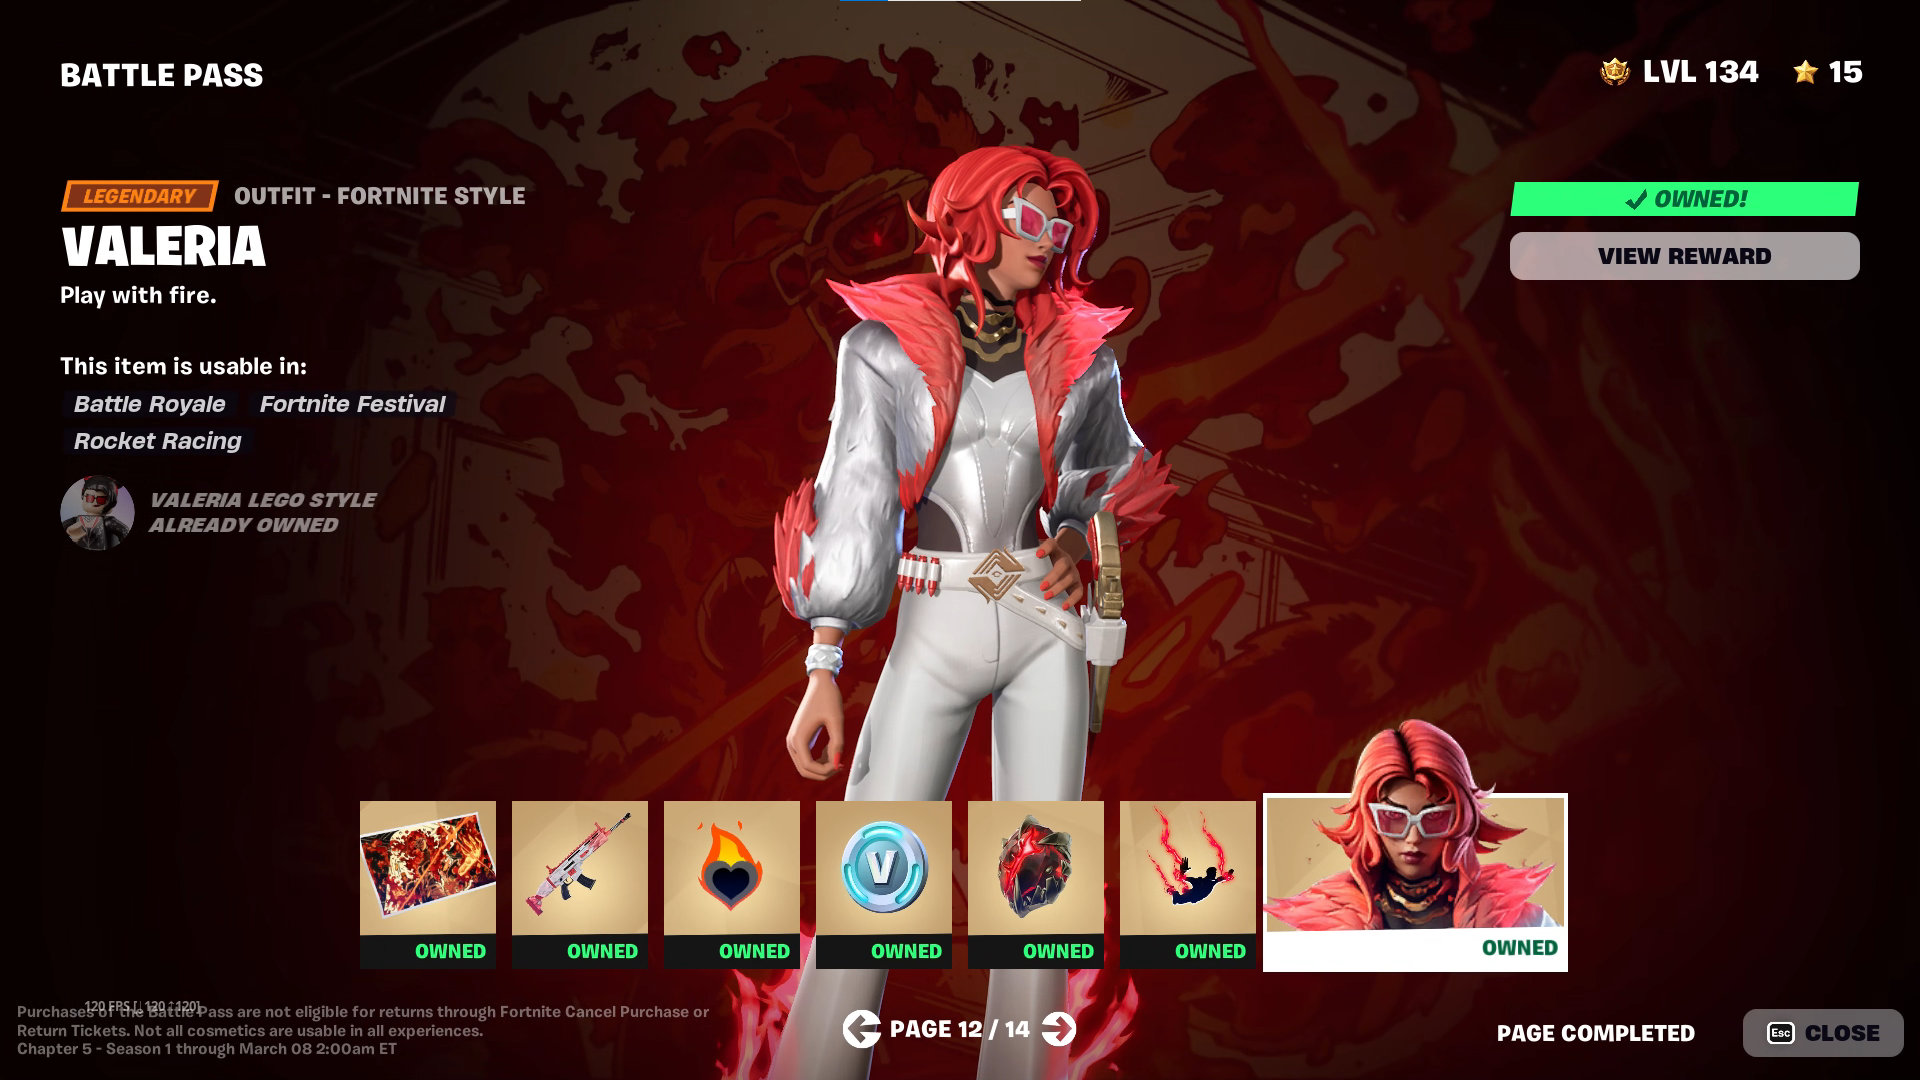 BATTLE PASS
LVL 134
15
LEGENDARY
OUTFIT - FORTNITE STYLE
VALERIA
Play with fire.
OWNED!
VIEW REWARD
This item is usable in:
Battle Royale
Fortnite Festival
Rocket Racing
VALERIA LEGO STYLE
ALREADY OWNED
V
OWNED
OWNED
OWNED
OWNED
OWNED
OWNED
OWNED
120 FPS [↓120 ↑120]
Purchases of the Battle Pass are not eligible for returns through Fortnite Cancel Purchase or
Return Tickets. Not all cosmetics are usable in all experiences.
Chapter 5 - Season 1 through March 08 2:00am ET
PAGE 12 / 14
PAGE COMPLETED
Esc CLOSE